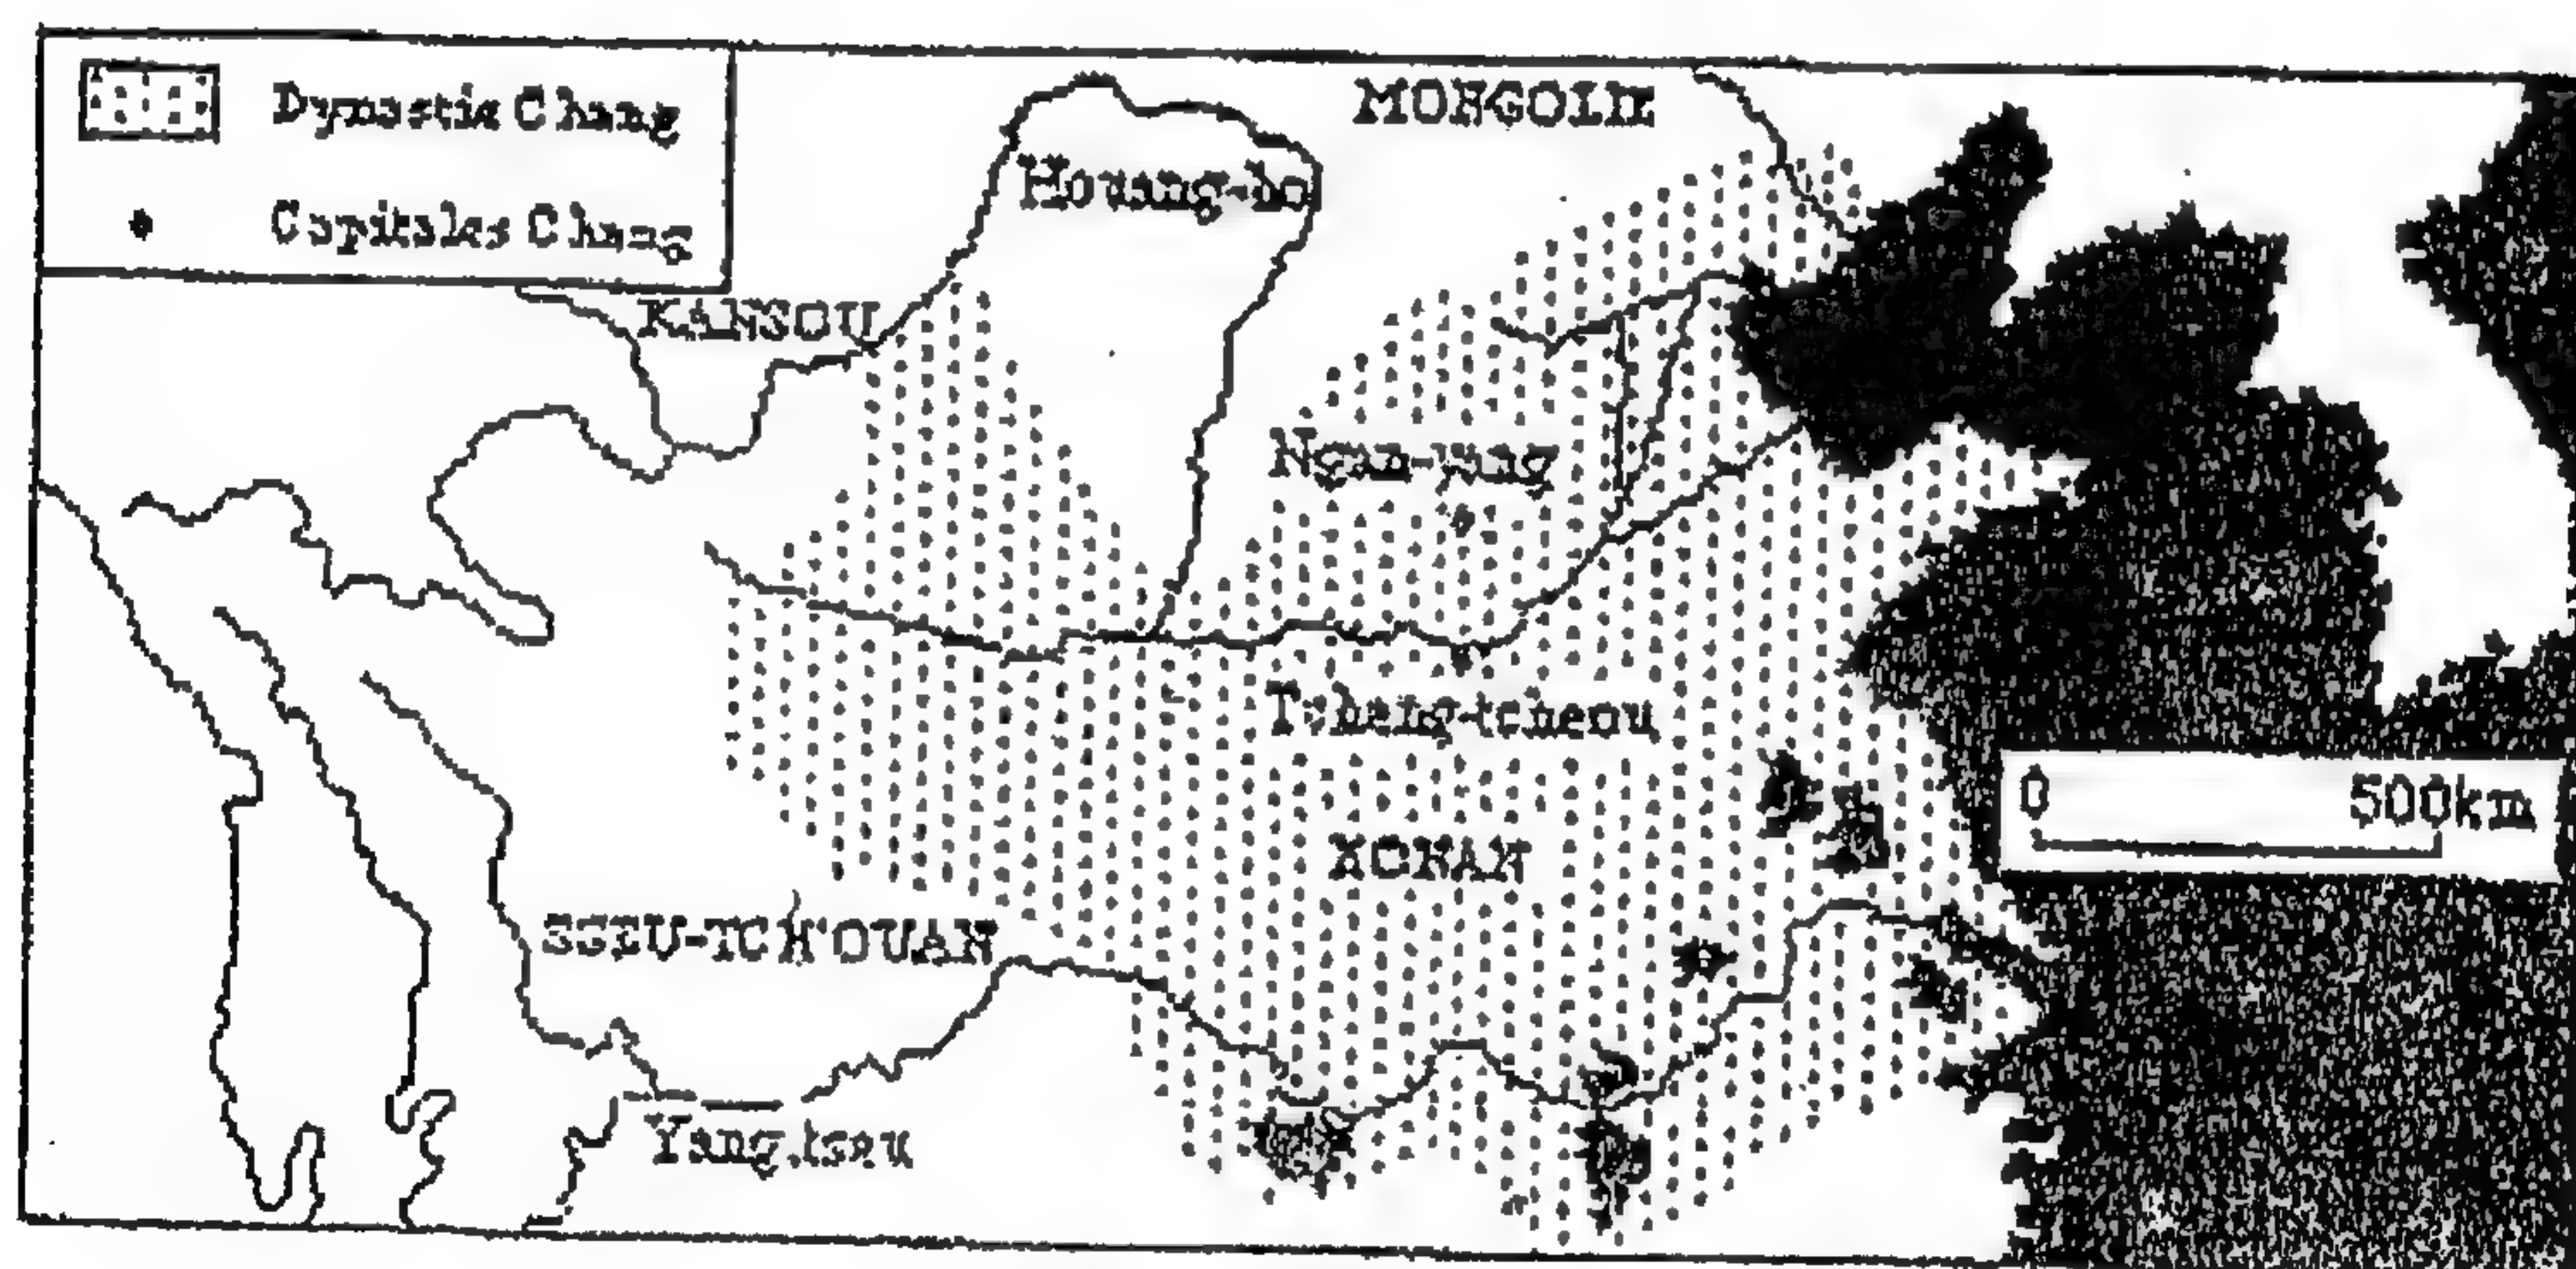 Dynastie Chang
Capitales Chang
MONGOLIE
Houang-ho
KANSOU
Ngan-yang
Tcheng-tcheou
HONAN
0 500km
SSEU-TCH'OUAN
Yang.tseu